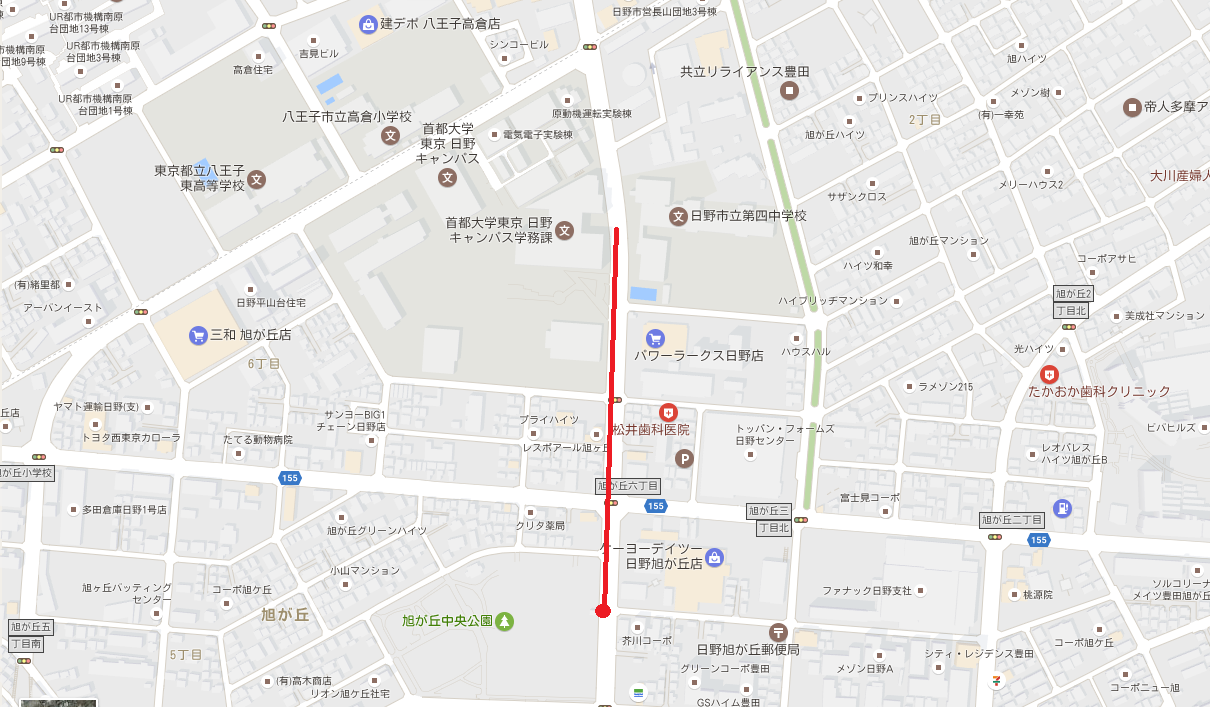 UR都市機構南原
台団地13号棟
日野市営長山団地3号棟
建デポ 八王子高倉店
シンコービル
UR都市機構南原
台団地3号棟
市機構南原
団地9号棟
吉見ビル
高倉住宅
旭ハイツ
共立リライアンス豊田
メゾン樹
プリンスハイツ
帝人多摩ア
UR都市機構南原
台団地1号棟
(有)一幸苑
2丁目
原動機運転実験棟
八王子市立高倉小学校
旭が丘ハイツ
電気電子実験棟
首都大学
東京 日野
キャンパス
東京都立八王子
東高等学校
大川産婦人
メリーハウス2
サザンクロス
日野市立第四中学校
首都大学東京 日野
キャンパス学務課
旭が丘マンション
コーポアサヒ
ハイツ和幸
(有)緒里都
旭が丘2
丁目北
ハイブリッチマンション
アーバンイースト
日野平山台住宅
美成社マンション
三和 旭が丘店
光ハイツ
ハウスハル
パワーラークス日野店
6丁目
ラメゾン215
たかおか歯科クリニック
ヤマト運輸日野(支)
丘店
サンヨーBIG1
チェーン日野店
プライハイツ
松井歯科医院
トッパン・フォームズ
日野センター
ビバヒルズ
トヨタ西東京カローラ
たてる動物病院
レスポアール旭ヶ丘
レオパレス
ハイツ旭が丘B
P
が丘小学校
155
旭が丘六丁目
155
富士見コーポ
多田倉庫日野1号店
旭が丘三
丁目北
旭が丘二丁目
旭が丘グリーンハイツ
クリタ薬局
155
ケーヨーデイツー
日野旭が丘店
小山マンション
旭ヶ丘バッティング
センター
コーポ旭ケ丘
ファナック日野支社
桃源院
ソルコリーナ
メイツ豊田旭が丘
旭が丘
旭が丘中央公園
旭が丘五
丁目南
芥川コーポ
日野旭が丘郵便局
コーポ旭ケ丘
5丁目
シティ・レジデンス豊田
グリーンコーポ豊田
メゾン日野A
(有)高木商店
リオン旭ケ丘社宅
GSハイム豊田
コーポニュー旭